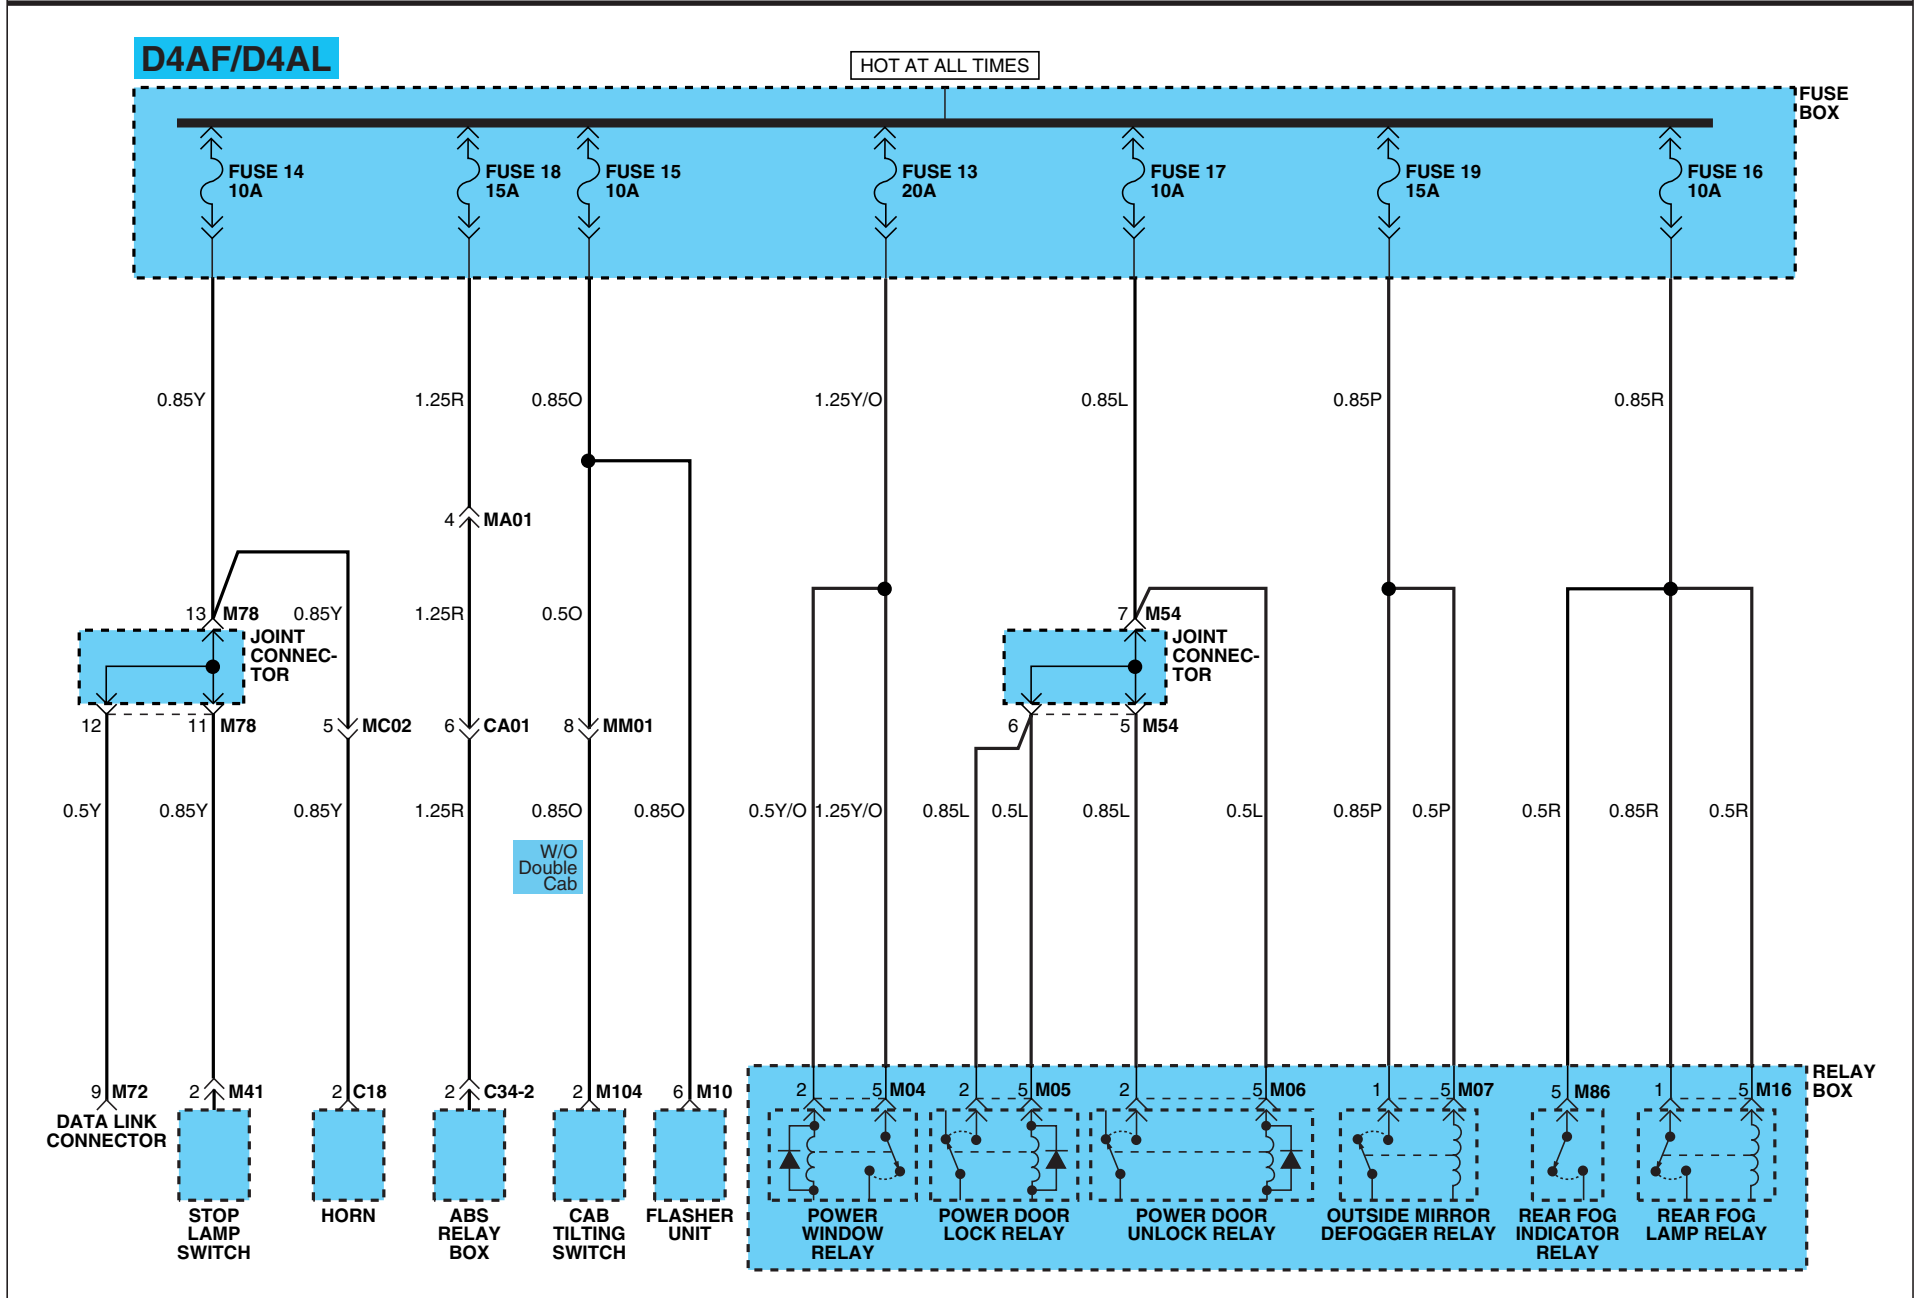 D4AF/D4AL
HOT AT ALL TIMES
FUSE
BOX
FUSE 14
10A
FUSE 18
15A
FUSE 15
10A
FUSE 13
20A
FUSE 17
10A
FUSE 19
15A
FUSE 16
10A
0.85Y
1.25R
0.85O
1.25Y/O
0.85L
0.85P
0.85R
4 MA01
13 M78
0.85Y
1.25R
0.5O
7 M54
JOINT
CONNEC-
TOR
JOINT
CONNEC-
TOR
12
11 M78
5 MC02
6 CA01
8 MM01
6
5 M54
0.5Y
0.85Y
0.85Y
1.25R
0.85O
0.85O
0.5Y/O
1.25Y/O
0.85L
0.5L
0.85L
0.5L
0.85P
0.5P
0.5R
0.85R
0.5R
W/O
Double
Cab
RELAY
BOX
9 M72
2 M41
2 C18
2 C34-2
2 M104
6 M10
2
5 M04
2
5 M05
2
5 M06
1
5 M07
5 M86
1
5 M16
DATA LINK
CONNECTOR
STOP
LAMP
SWITCH
HORN
ABS
RELAY
BOX
CAB
TILTING
SWITCH
FLASHER
UNIT
POWER
WINDOW
RELAY
POWER DOOR
LOCK RELAY
POWER DOOR
UNLOCK RELAY
OUTSIDE MIRROR
DEFOGGER RELAY
REAR FOG
INDICATOR
RELAY
REAR FOG
LAMP RELAY